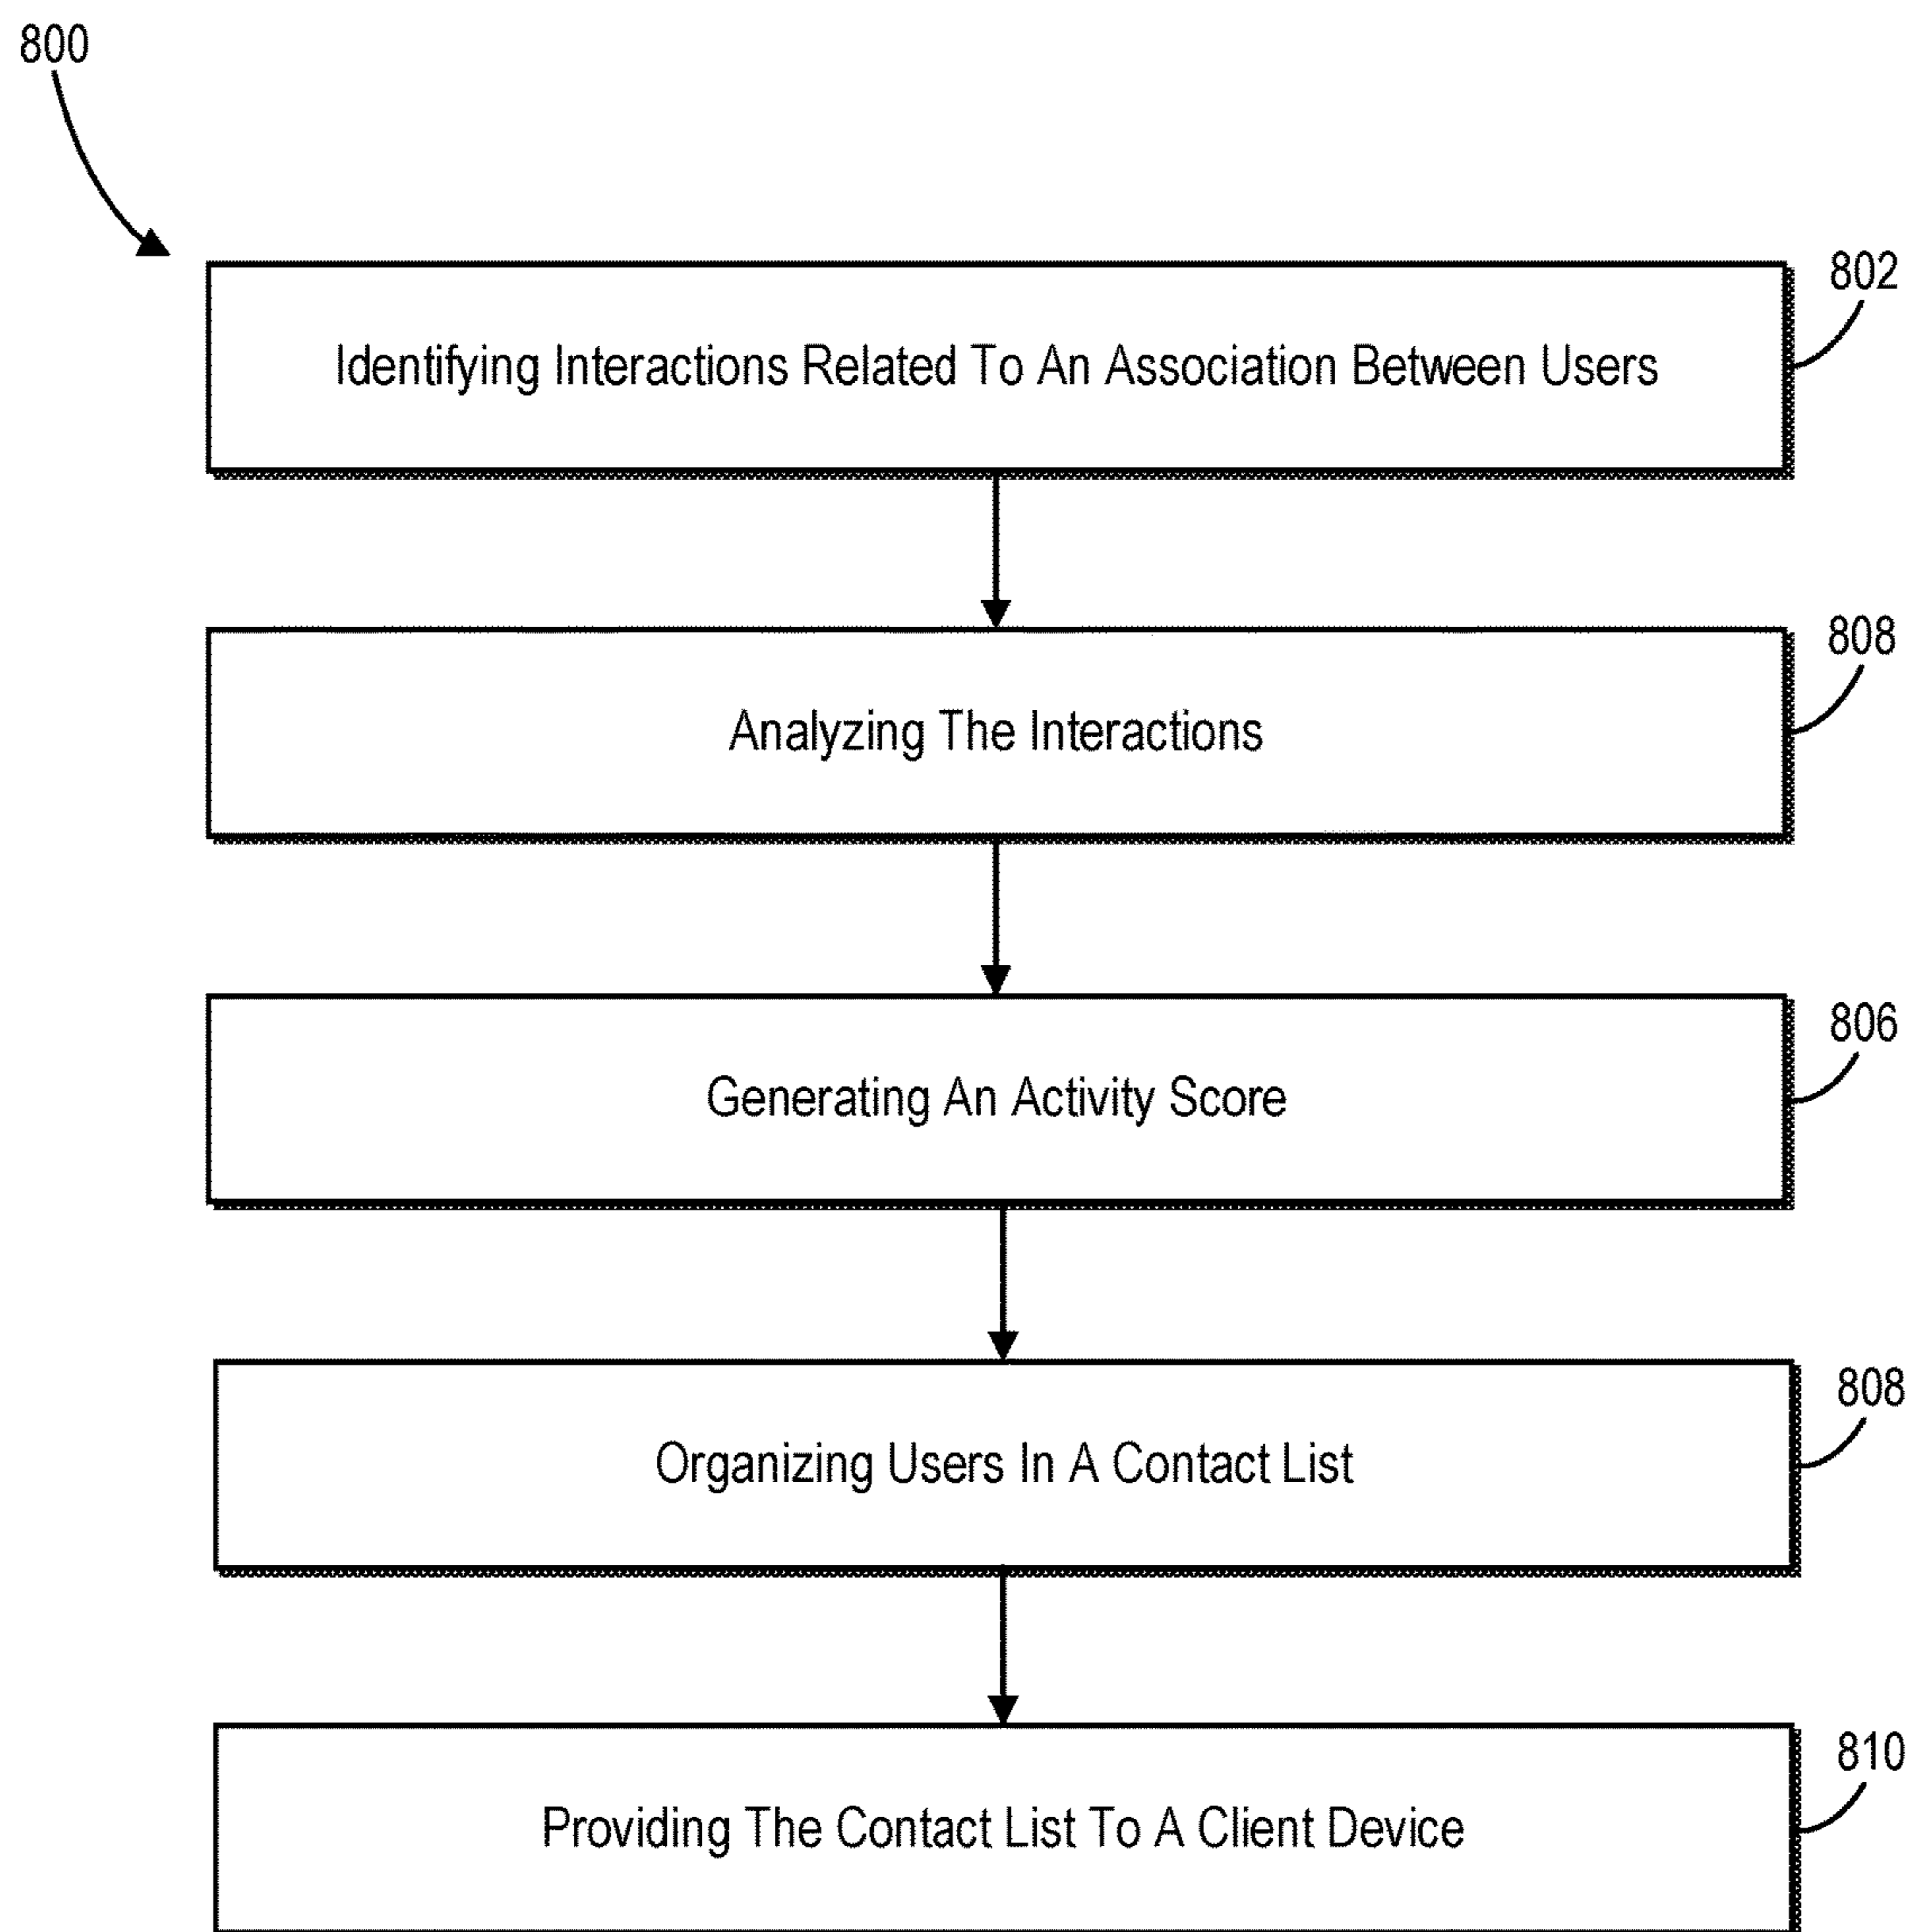 800
802
Identifying Interactions Related To An Association Between Users
808
Analyzing The Interactions
806
Generating An Activity Score
808
Organizing Users In A Contact List
810
Providing The Contact List To A Client Device